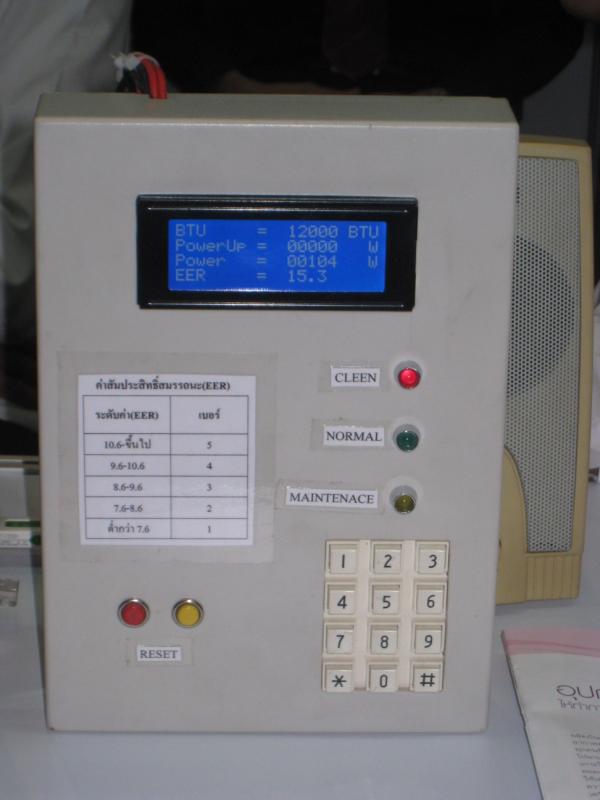 BTU = 12000 BTU
PowerUp = 00000 W
Power = 00104 W
EER = 15.3
ค่าสัมประสิทธิ์สมรรถนะ(EER)
ระดับค่า(EER) เบอร์
10.6-ขึ้นไป 5
9.6-10.6 4
8.6-9.6 3
7.6-8.6 2
ต่ำกว่า 7.6 1
CLEEN
NORMAL
MAINTENACE
1 2 3
4 5 6
7 8 9
* 0 #
RESET